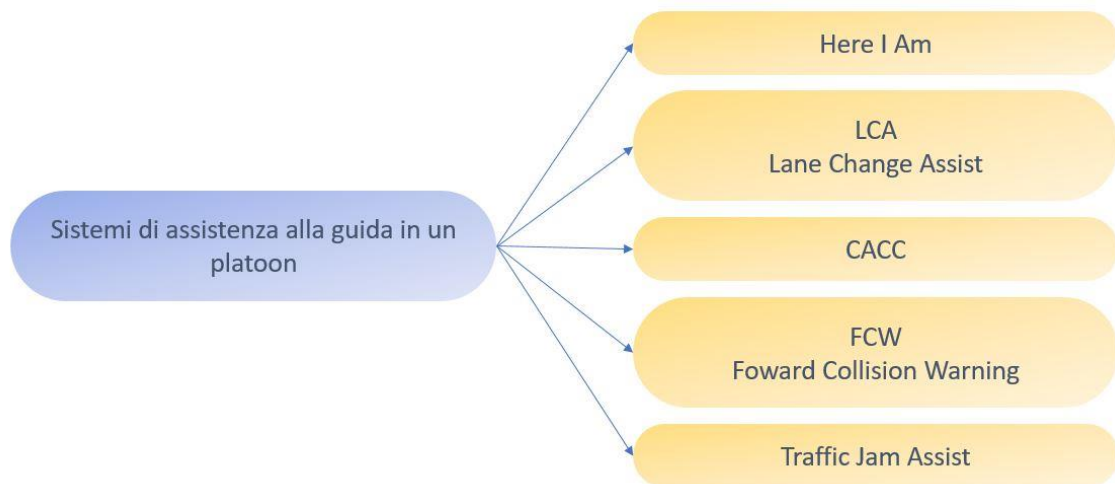 Here I Am
LCA
Lane Change Assist
Sistemi di assistenza alla guida in un
platoon
CACC
FCW
Foward Collision Warning
Traffic Jam Assist